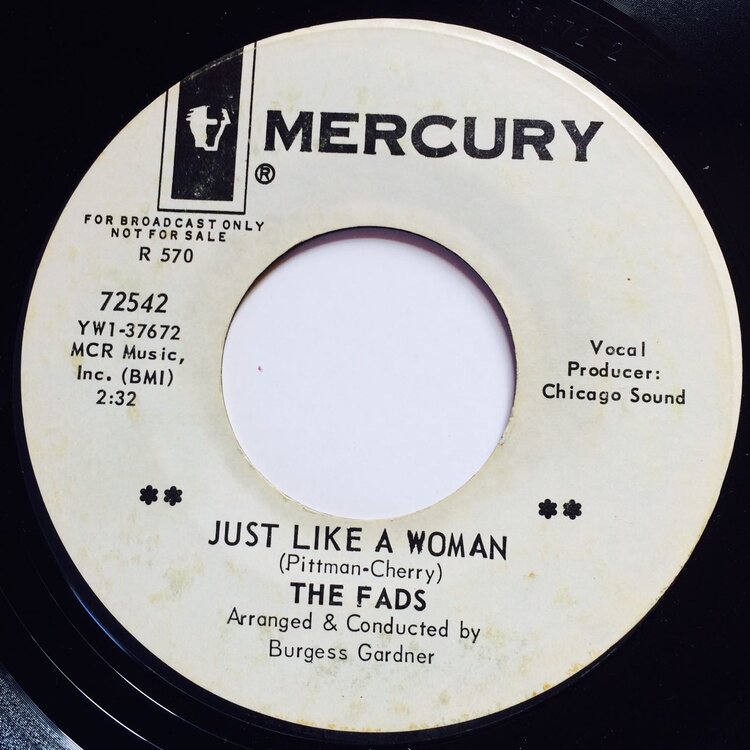 MERCURY
®
FOR BROADCAST ONLY
NOT FOR SALE
R 570
72542
YW1-37672
MCR Music,
Inc. (BMI)
2:32
Vocal
Producer:
Chicago Sound
** **
JUST LIKE A WOMAN
(Pittman-Cherry)
THE FADS
Arranged & Conducted by
Burgess Gardner